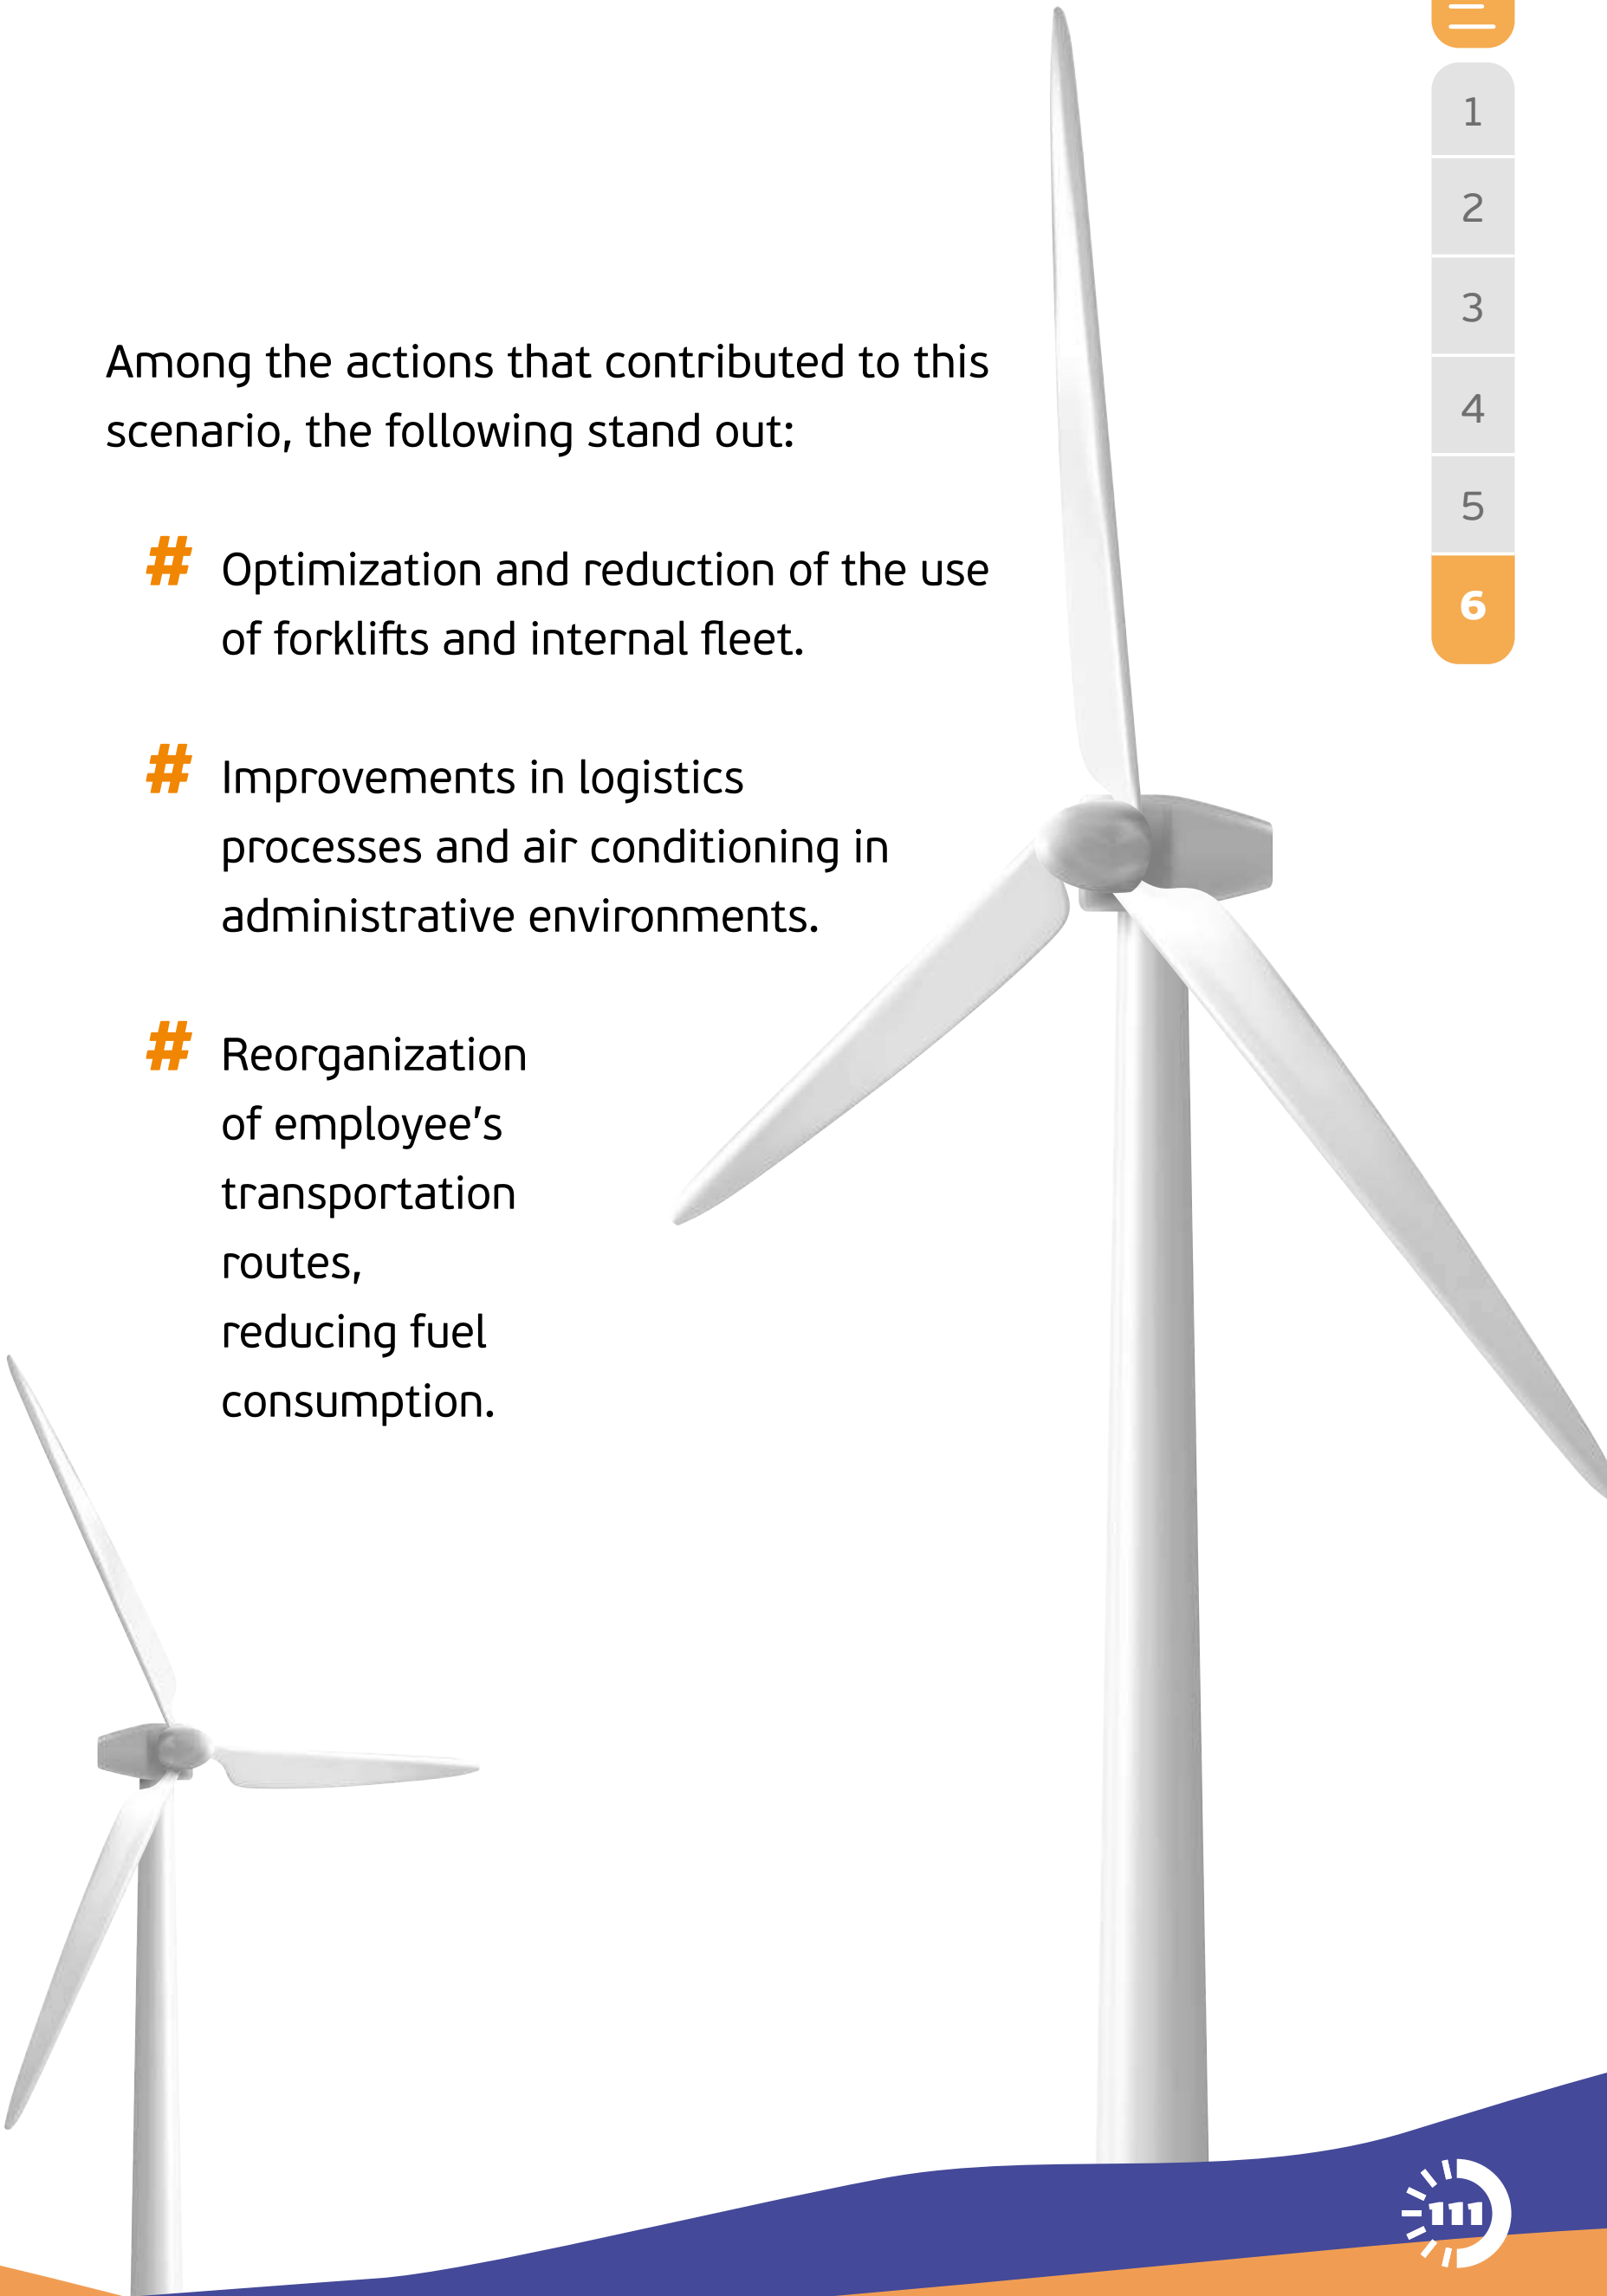 1
2
3
4
5
6
Among the actions that contributed to this
scenario, the following stand out:
# Optimization and reduction of the use
of forklifts and internal fleet.
# Improvements in logistics
processes and air conditioning in
administrative environments.
# Reorganization
of employee’s
transportation
routes,
reducing fuel
consumption.
111